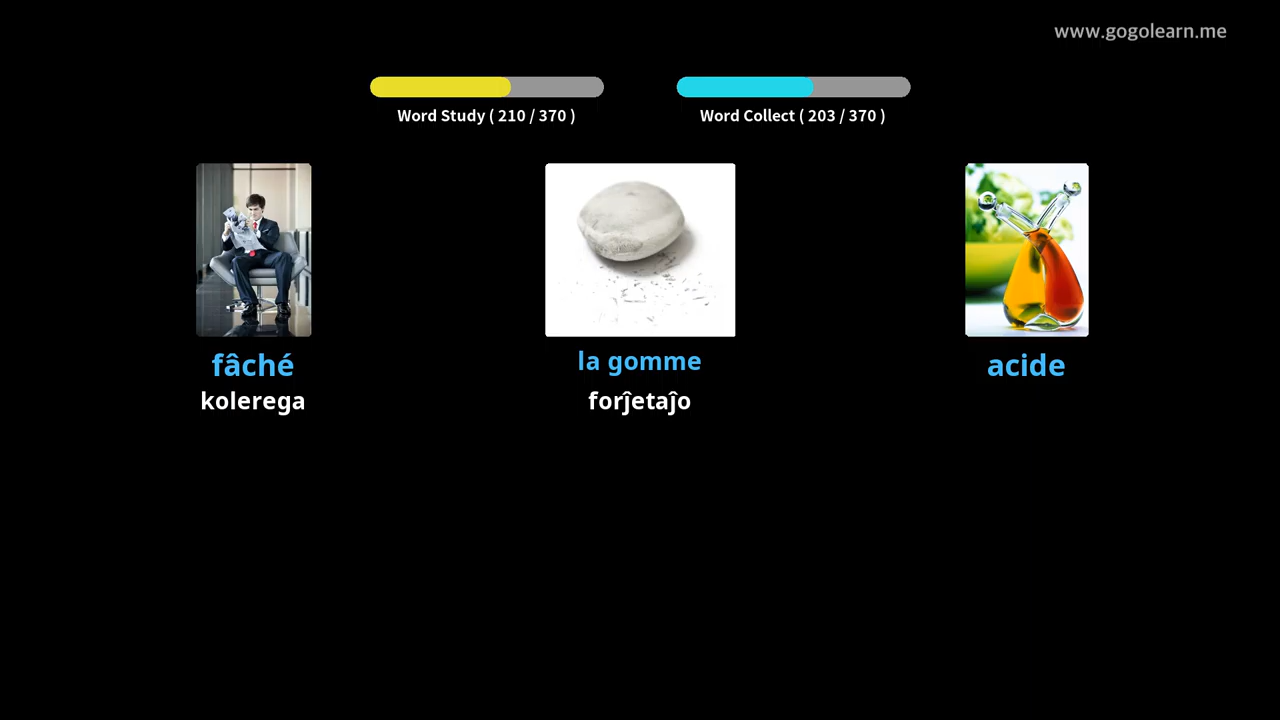 www.gogolearn.me
Word Study ( 210 / 370 )
Word Collect ( 203 / 370 )
fâché
kolerega
la gomme
forĵetaĵo
acide